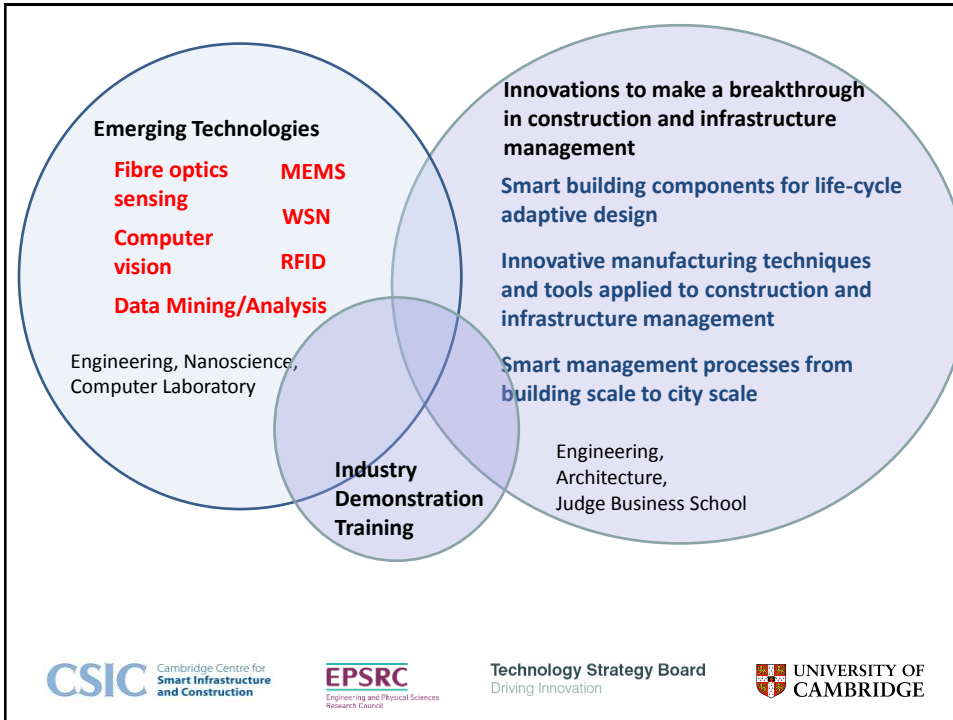 Emerging Technologies
Fibre optics
sensing
MEMS
WSN
Computer
vision
RFID
Data Mining/Analysis
Engineering, Nanoscience,
Computer Laboratory
Innovations to make a breakthrough
in construction and infrastructure
management
Smart building components for life-cycle
adaptive design
Innovative manufacturing techniques
and tools applied to construction and
infrastructure management
Smart management processes from
building scale to city scale
Engineering,
Architecture,
Judge Business School
Industry
Demonstration
Training
CSIC
Cambridge Centre for
Smart Infrastructure
and Construction
EPSRC
Engineering and Physical Sciences
Research Council
Technology Strategy Board
Driving Innovation
UNIVERSITY OF
CAMBRIDGE